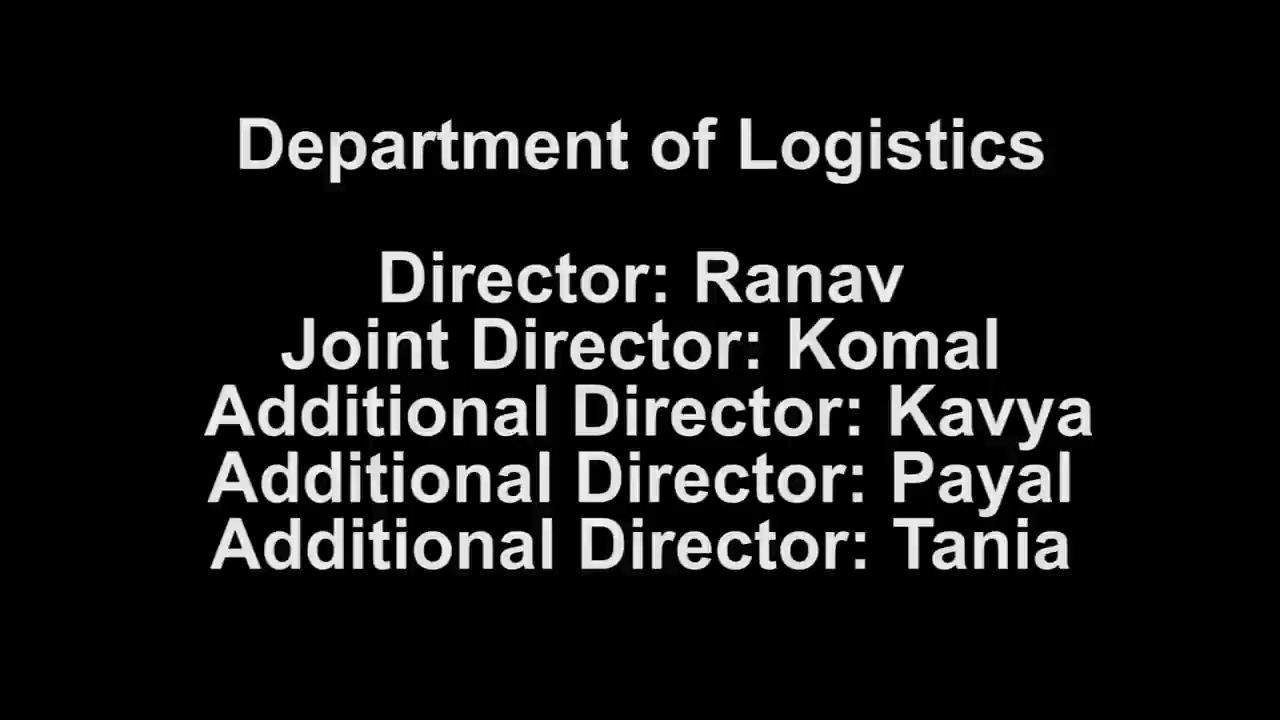 Department of Logistics
Director: Ranav
Joint Director: Komal
Additional Director: Kavya
Additional Director: Payal
Additional Director: Tania